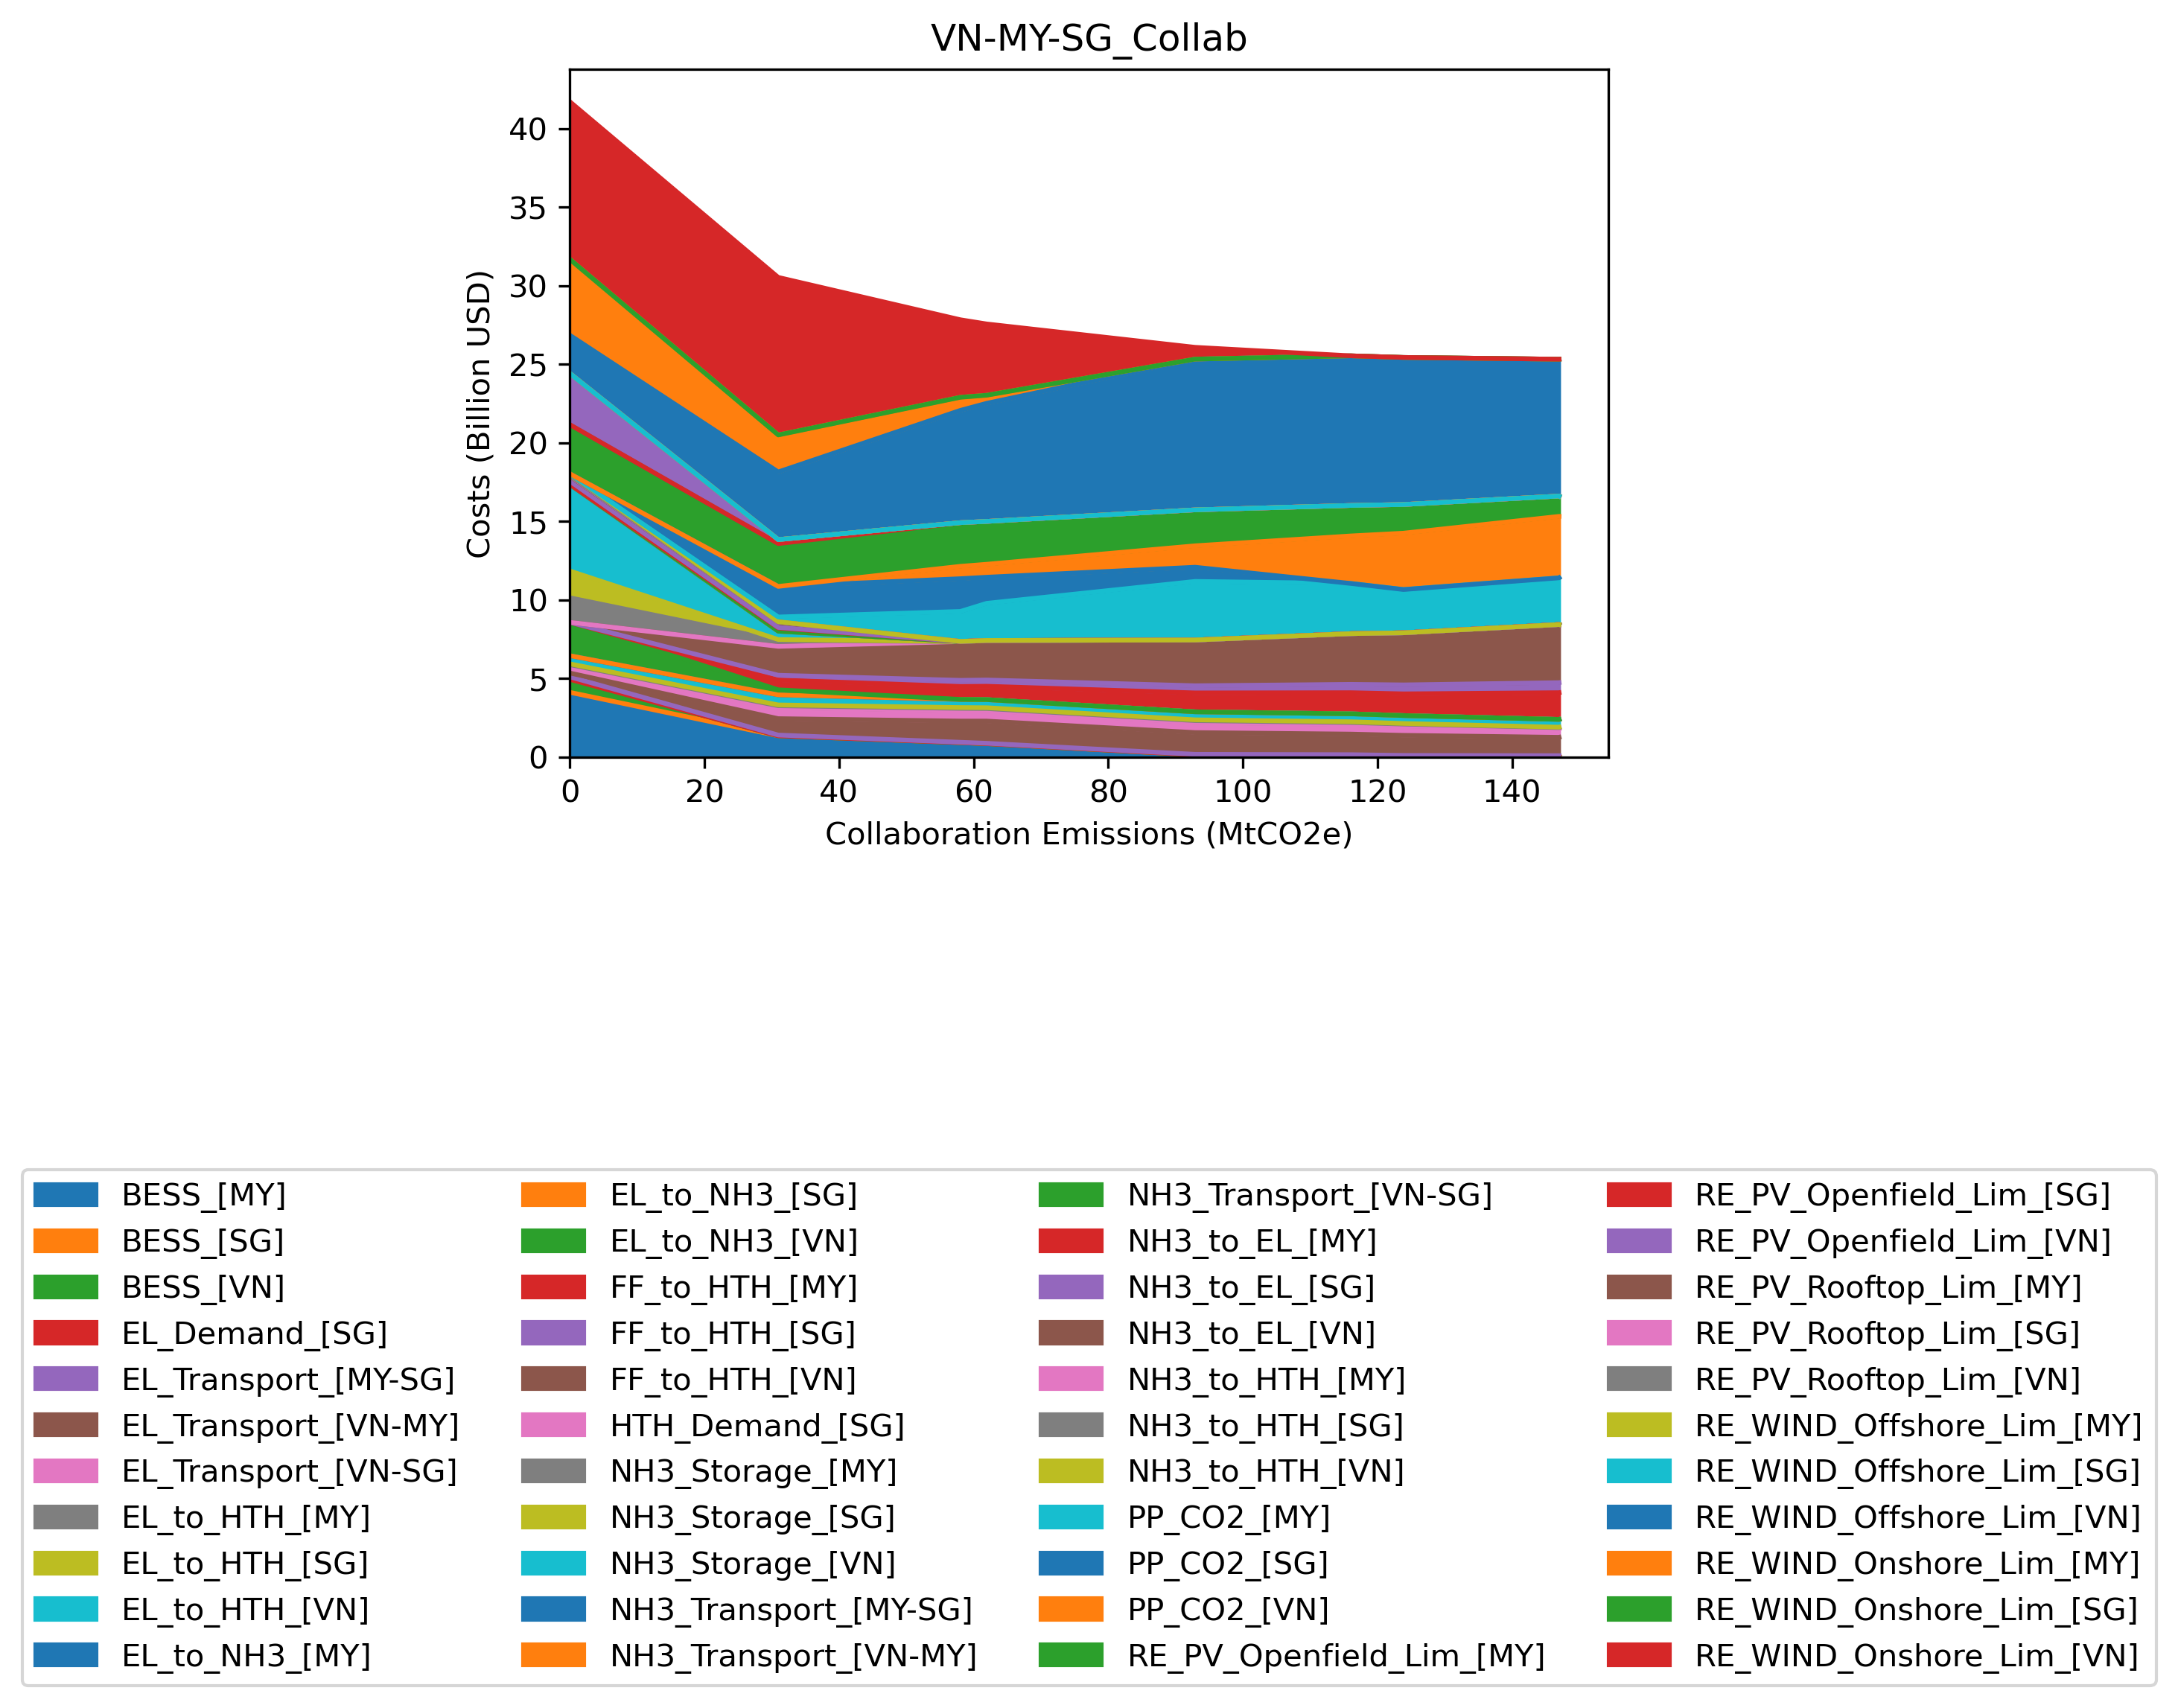 VN-MY-SG_Collab
40
35
30
25
20
15
10
5
0
Costs (Billion USD)
0 20 40 60 80 100 120 140
Collaboration Emissions (MtCO2e)
BESS_[MY]
BESS_[SG]
BESS_[VN]
EL_Demand_[SG]
EL_Transport_[MY-SG]
EL_Transport_[VN-MY]
EL_Transport_[VN-SG]
EL_to_HTH_[MY]
EL_to_HTH_[SG]
EL_to_HTH_[VN]
EL_to_NH3_[MY]
EL_to_NH3_[SG]
EL_to_NH3_[VN]
FF_to_HTH_[MY]
FF_to_HTH_[SG]
FF_to_HTH_[VN]
HTH_Demand_[SG]
NH3_Storage_[MY]
NH3_Storage_[SG]
NH3_Storage_[VN]
NH3_Transport_[MY-SG]
NH3_Transport_[VN-MY]
NH3_Transport_[VN-SG]
NH3_to_EL_[MY]
NH3_to_EL_[SG]
NH3_to_EL_[VN]
NH3_to_HTH_[MY]
NH3_to_HTH_[SG]
NH3_to_HTH_[VN]
PP_CO2_[MY]
PP_CO2_[SG]
PP_CO2_[VN]
RE_PV_Openfield_Lim_[MY]
RE_PV_Openfield_Lim_[SG]
RE_PV_Openfield_Lim_[VN]
RE_PV_Rooftop_Lim_[MY]
RE_PV_Rooftop_Lim_[SG]
RE_PV_Rooftop_Lim_[VN]
RE_WIND_Offshore_Lim_[MY]
RE_WIND_Offshore_Lim_[SG]
RE_WIND_Offshore_Lim_[VN]
RE_WIND_Onshore_Lim_[MY]
RE_WIND_Onshore_Lim_[SG]
RE_WIND_Onshore_Lim_[VN]